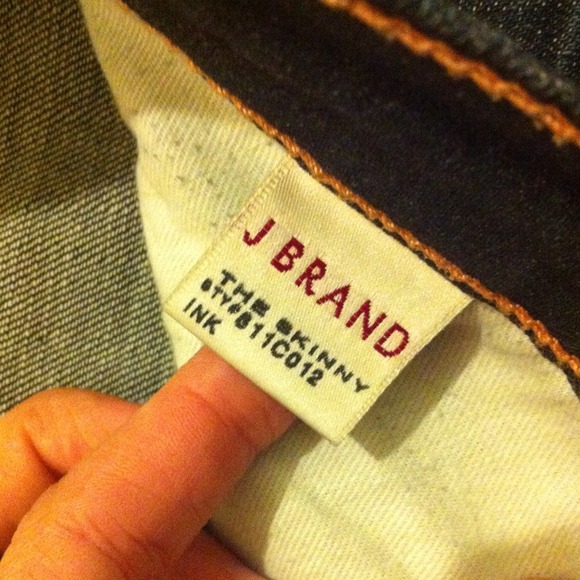 J BRAND
THE SKINNY
STY#811C012
INK